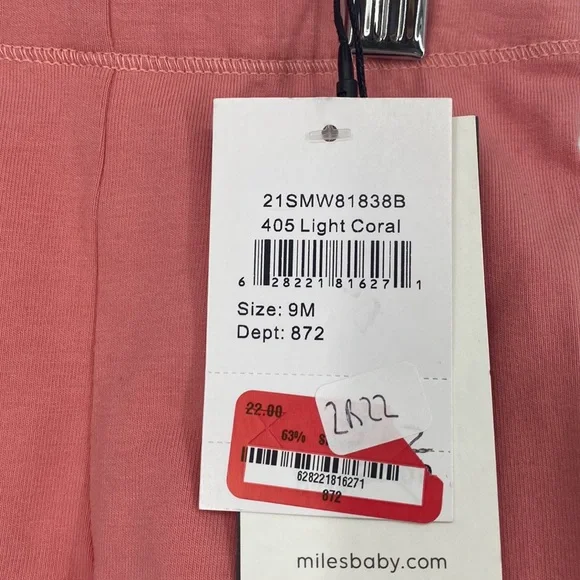 21SMW81838B
405 Light Coral
6 28221 81627 1
Size: 9M
Dept: 872
22.00
2R22
63%
628221816271
872
milesbaby.com